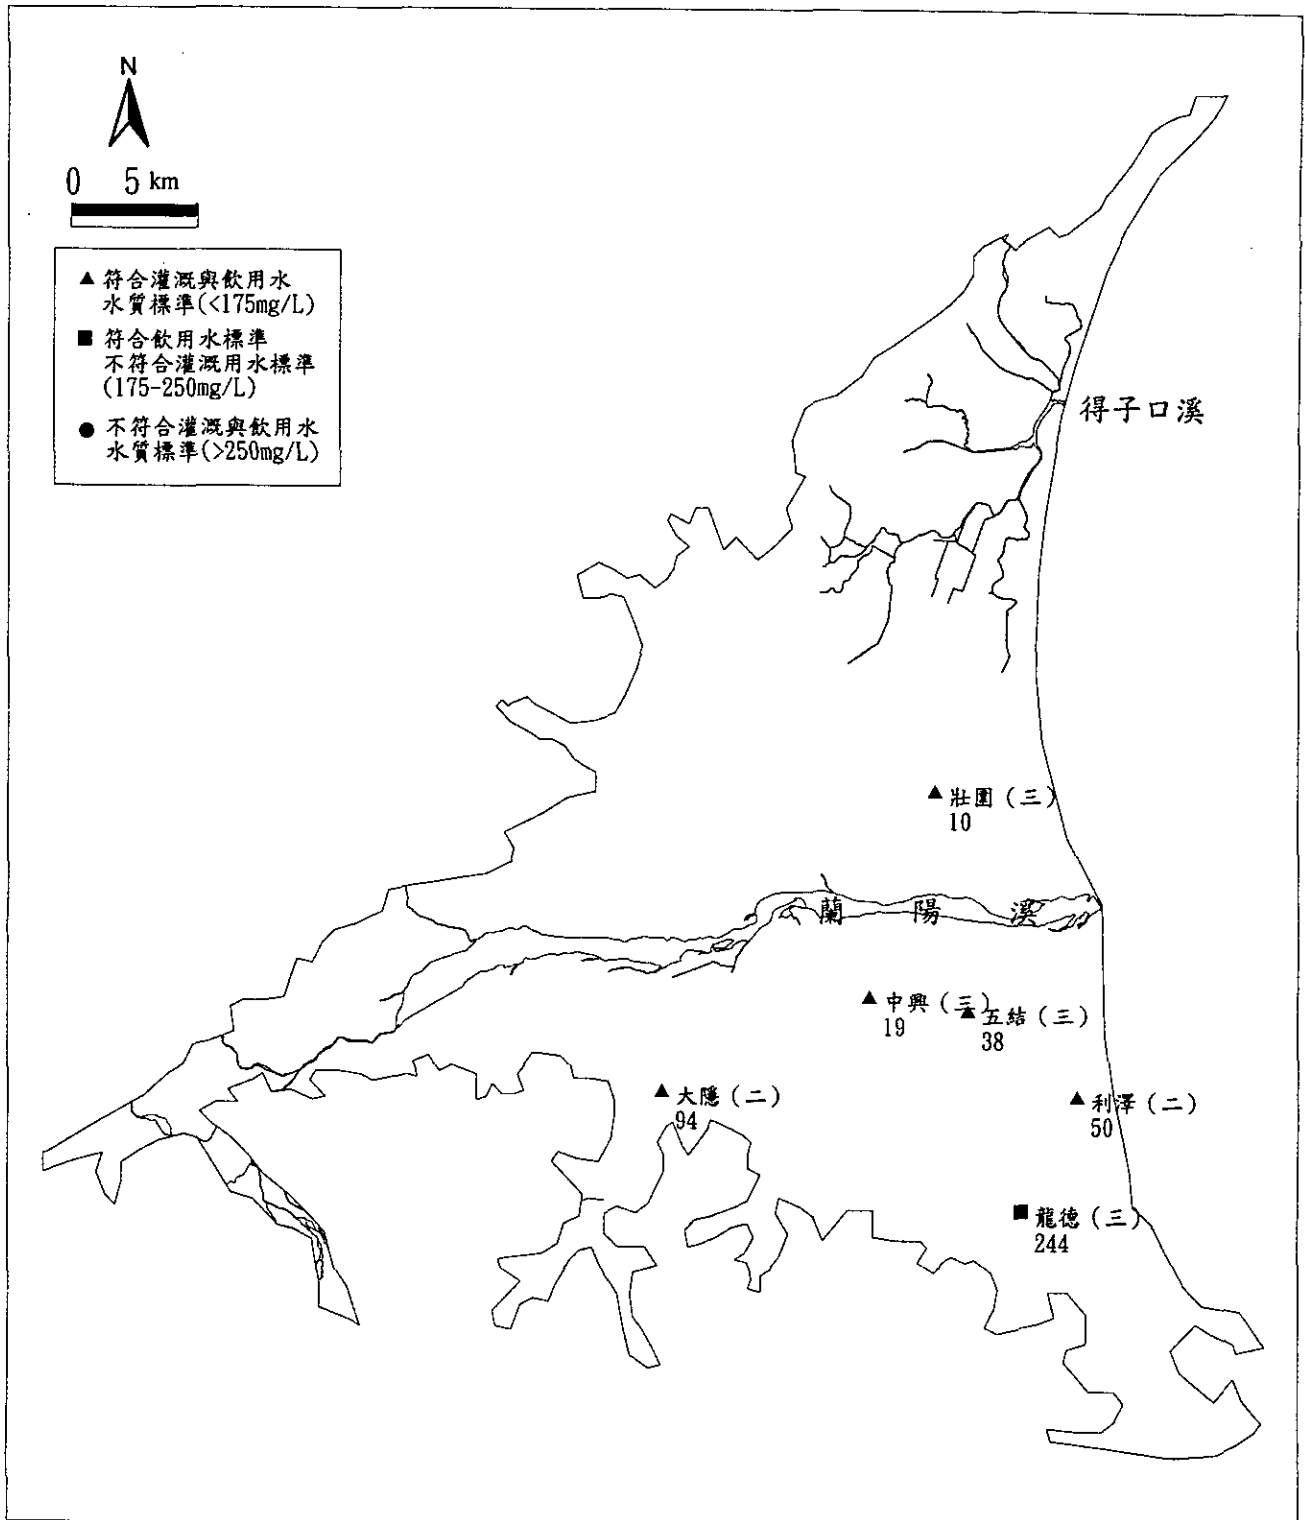 N
0 5 km
▲ 符合灌溉與飲用水
水質標準(<175mg/L)
■ 符合飲用水標準
不符合灌溉用水標準
(175-250mg/L)
● 不符合灌溉與飲用水
水質標準(>250mg/L)
得子口溪
壯圍（三）
10
蘭陽溪
中興（三）
19
五結（三）
38
大隱（二）
94
利澤（二）
50
龍德（三）
244